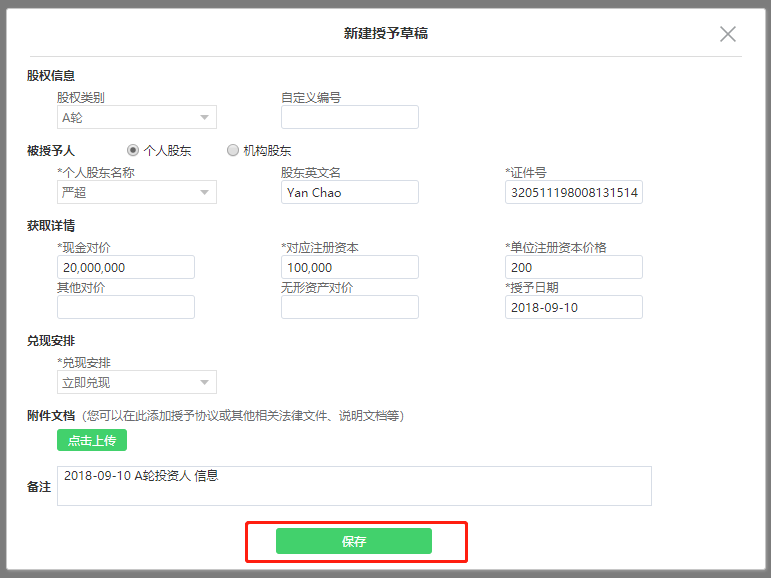 新建授予草稿
股权信息
股权类别 自定义编号
A轮
被授予人 个人股东 机构股东
*个人股东名称 股东英文名 *证件号
严超 Yan Chao 320511198008131514
获取详情
*现金对价 *对应注册资本 *单位注册资本价格
20,000,000 100,000 200
其他对价 无形资产对价 *授予日期
2018-09-10
兑现安排
*兑现安排
立即兑现
附件文档（您可以在此添加授予协议或其他相关法律文件、说明文档等）
点击上传
备注 2018-09-10 A轮投资人 信息
保存